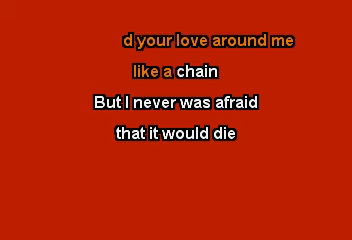 d your love around me
like a chain
But I never was afraid
that it would die